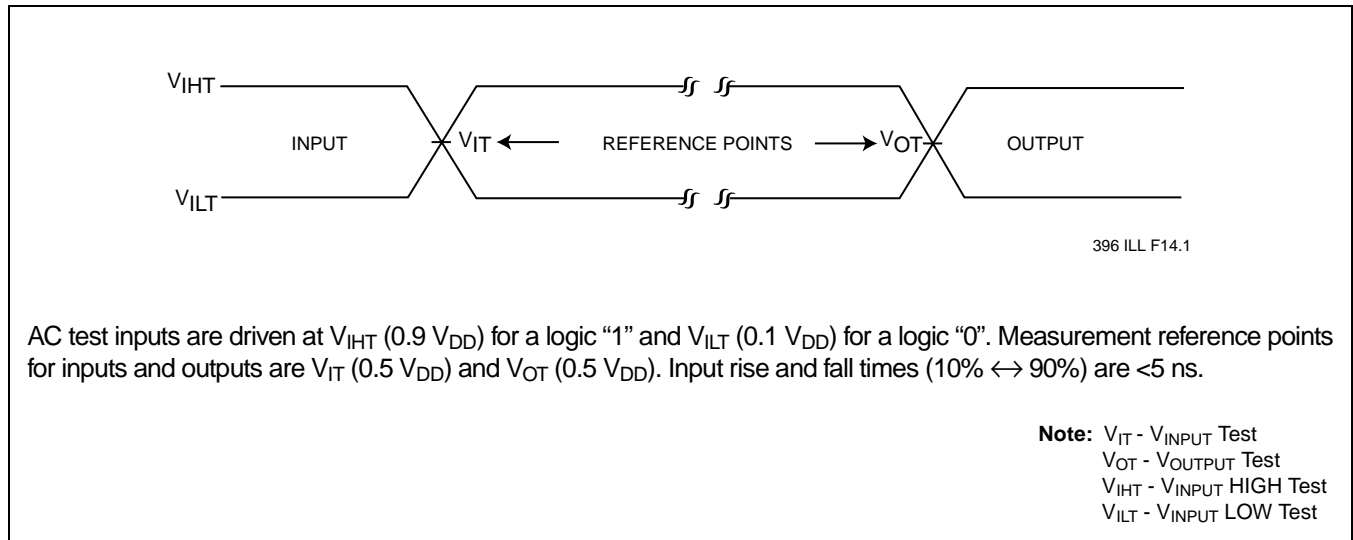 VIHT
INPUT VIT REFERENCE POINTS VOT OUTPUT
VILT
396 ILL F14.1
AC test inputs are driven at VIHT (0.9 VDD) for a logic “1” and VILT (0.1 VDD) for a logic “0”. Measurement reference points
for inputs and outputs are VIT (0.5 VDD) and VOT (0.5 VDD). Input rise and fall times (10% ↔ 90%) are <5 ns.
Note: VIT - VINPUT Test
VOT - VOUTPUT Test
VIHT - VINPUT HIGH Test
VILT - VINPUT LOW Test